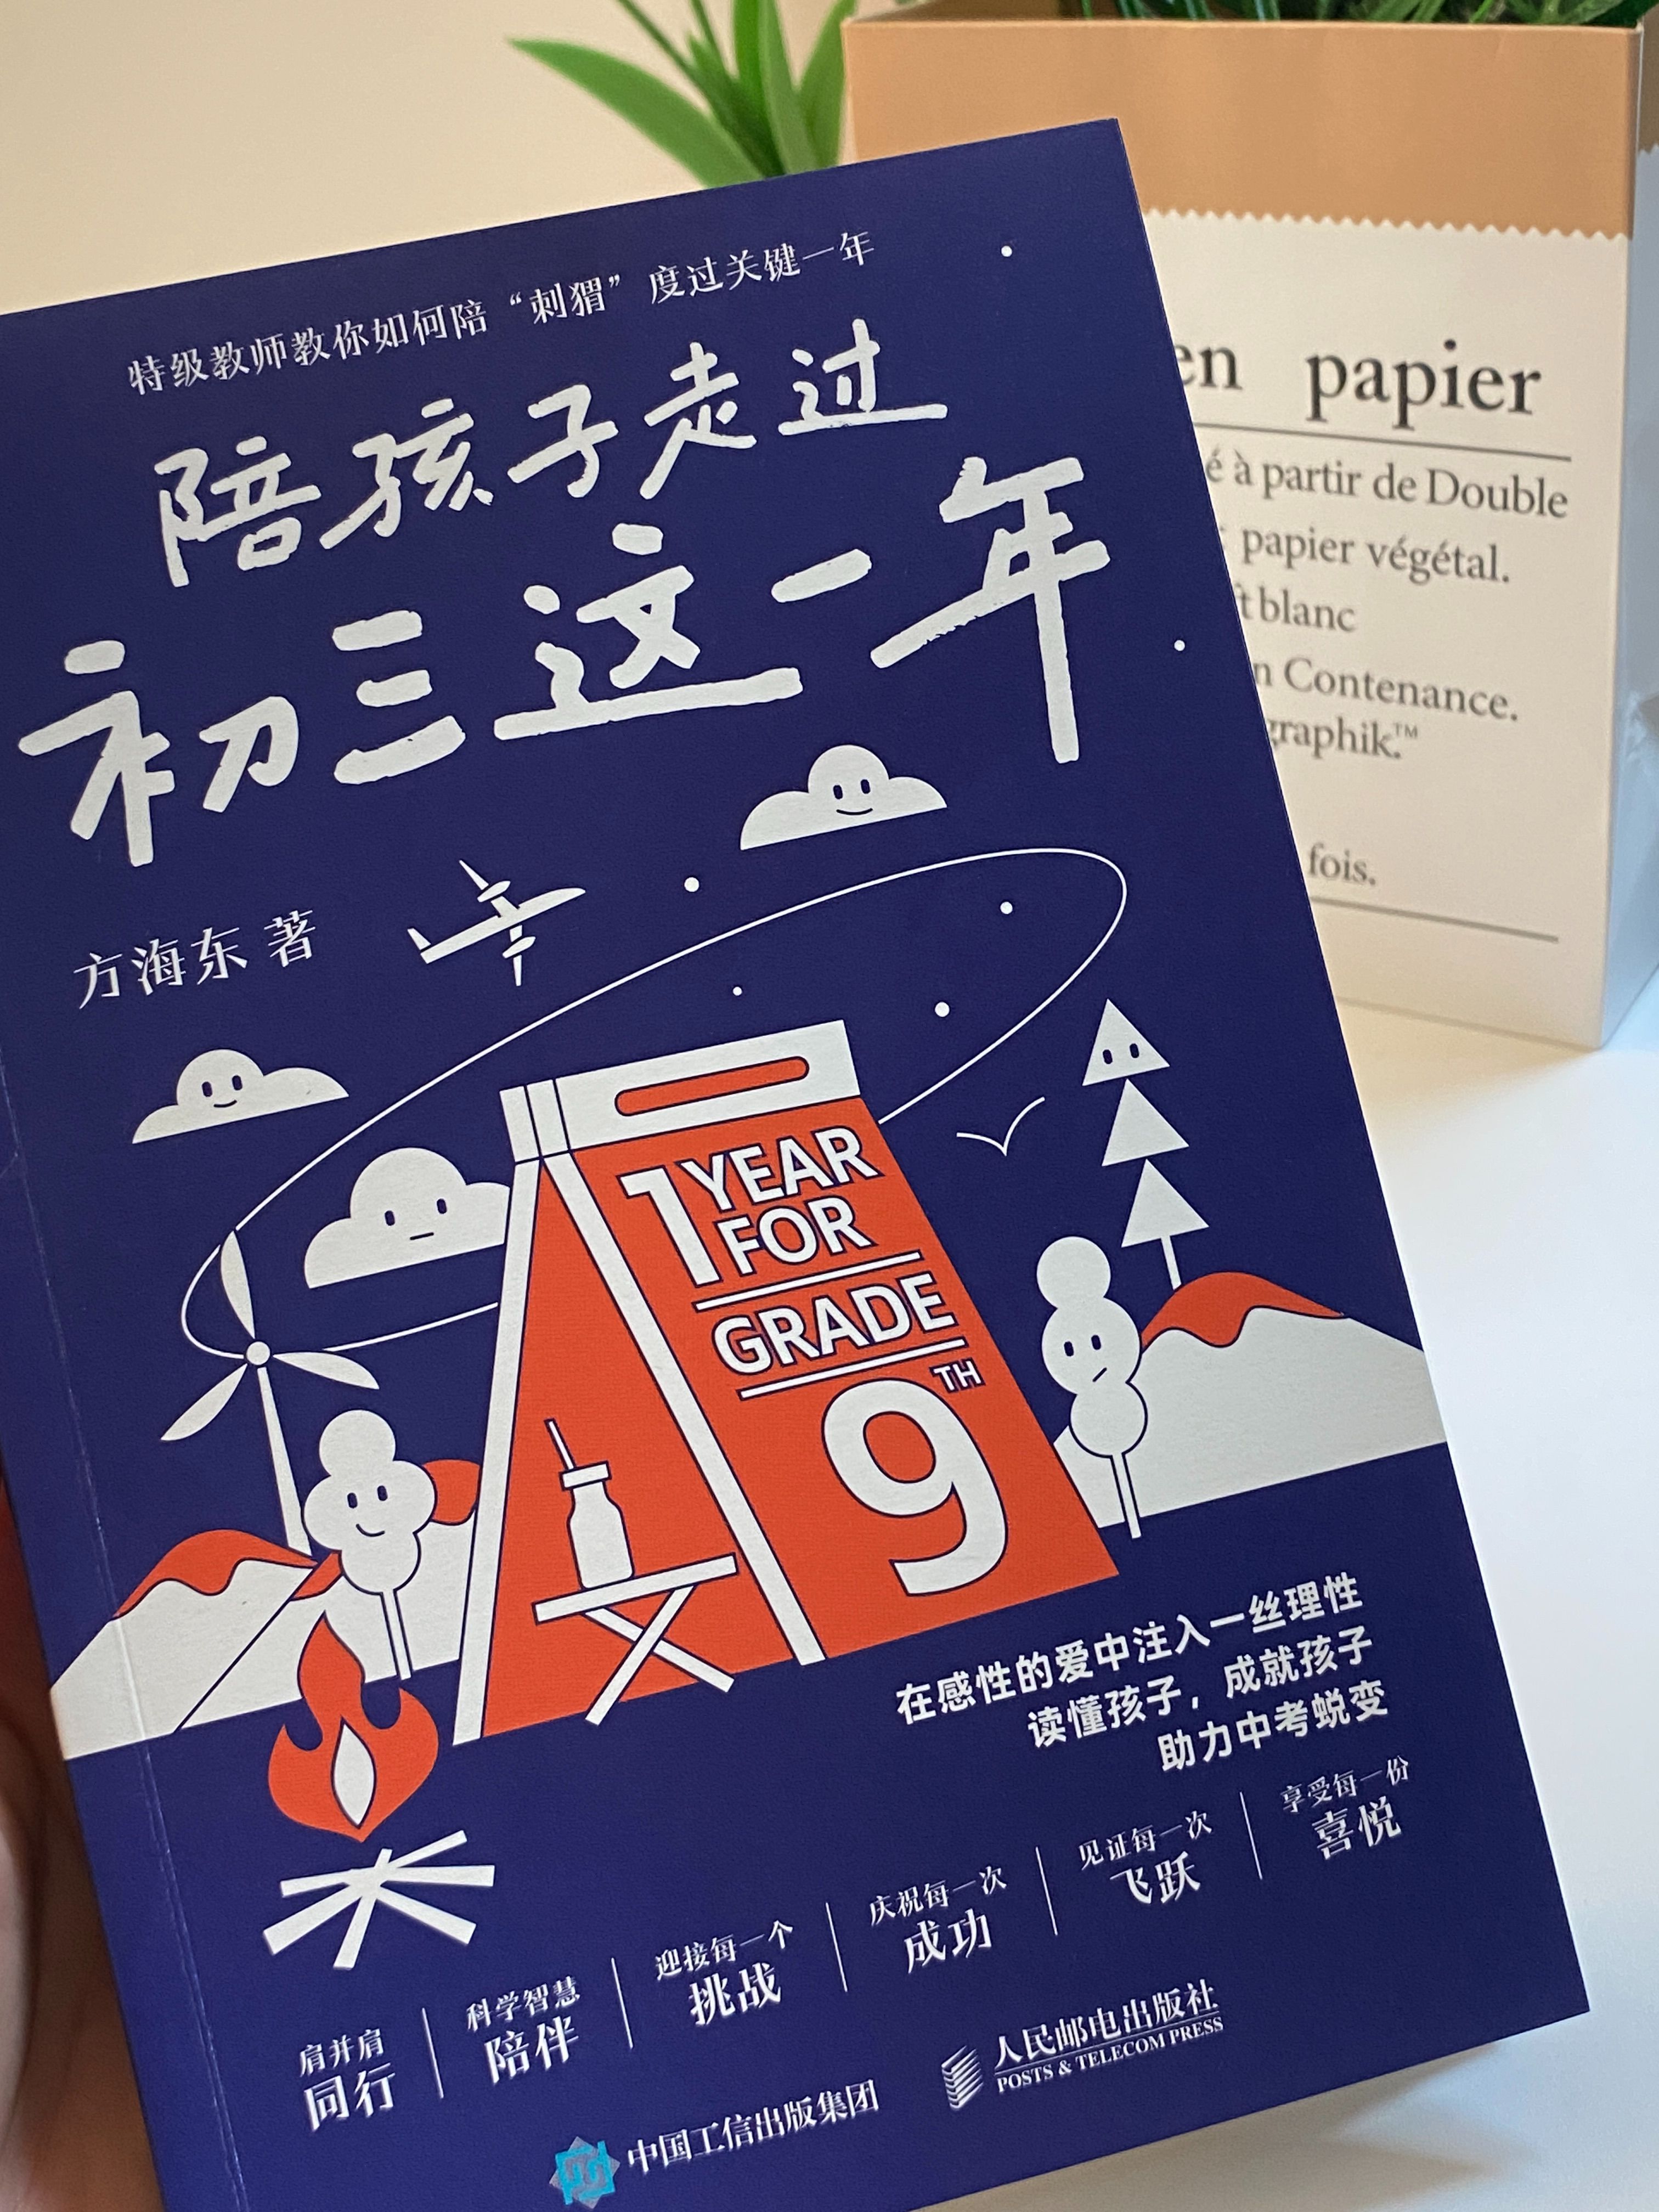 特级教师教你如何陪“刺猬”度过关键一年
陪孩子走过
初三这一年
方海东 著
1 YEAR
FOR
GRADE
9TH
在感性的爱中注入一丝理性
读懂孩子，成就孩子
助力中考蜕变
肩并肩
同行
科学智慧
陪伴
迎接每一个
挑战
庆祝每一次
成功
见证每一次
飞跃
享受每一份
喜悦
中国工信出版集团
人民邮电出版社
POSTS & TELECOM PRESS
en papier
é à partir de Double
papier végétal.
t blanc
n Contenance.
graphik.™
fois.